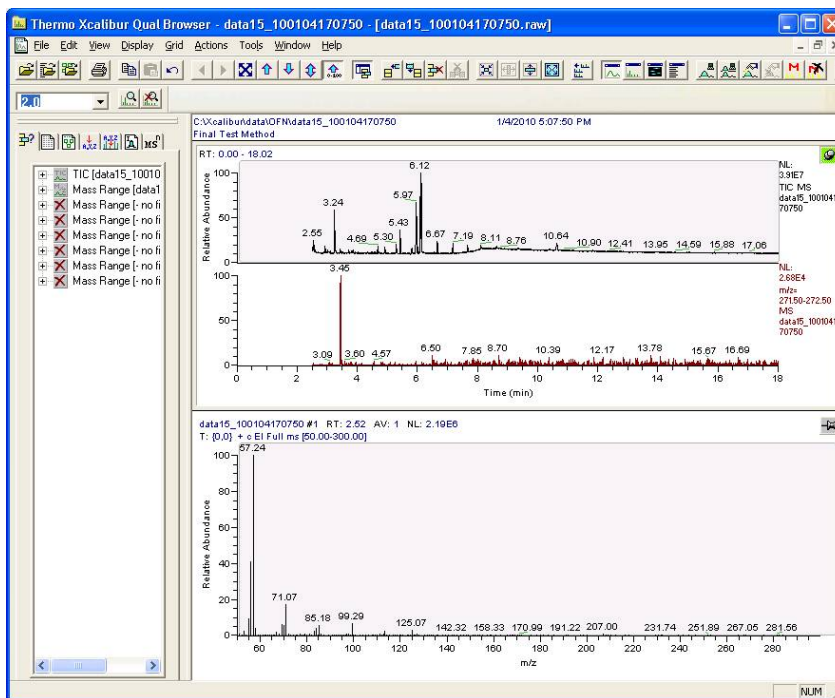 Thermo Xcalibur Qual Browser - data15_100104170750 - [data15_100104170750.raw]
File Edit View Display Grid Actions Tools Window Help
2.0
TIC [data15_10010
Mass Range [data1
Mass Range [- no fi
Mass Range [- no fi
Mass Range [- no fi
Mass Range [- no fi
Mass Range [- no fi
Mass Range [- no fi
C:\Xcalibur\data\OFN\data15_100104170750 1/4/2010 5:07:50 PM
Final Test Method
RT: 0.00 - 18.02
NL:
3.91E7
TIC MS
data15_1001041
70750
Relative Abundance
100
50
0
2.55 3.24 4.69 5.30 5.43 5.97 6.12 6.67 7.19 8.11 8.76 10.64 10.90 12.41 13.95 14.59 15.88 17.06
NL:
2.68E4
m/z=
271.50-272.50
MS
data15_1001041
70750
100
50
0
3.09 3.45 3.60 4.57 6.50 7.85 8.70 10.39 12.17 13.78 15.67 16.69
0 2 4 6 8 10 12 14 16 18
Time (min)
data15_100104170750 #1 RT: 2.52 AV: 1 NL: 2.19E6
T: {0,0} + c EI Full ms [50.00-300.00]
Relative Abundance
100
80
60
40
20
0
57.24
71.07 85.18 99.29 125.07 142.32 158.33 170.99 191.22 207.00 231.74 251.89 267.05 281.56
60 80 100 120 140 160 180 200 220 240 260 280
m/z
NUM